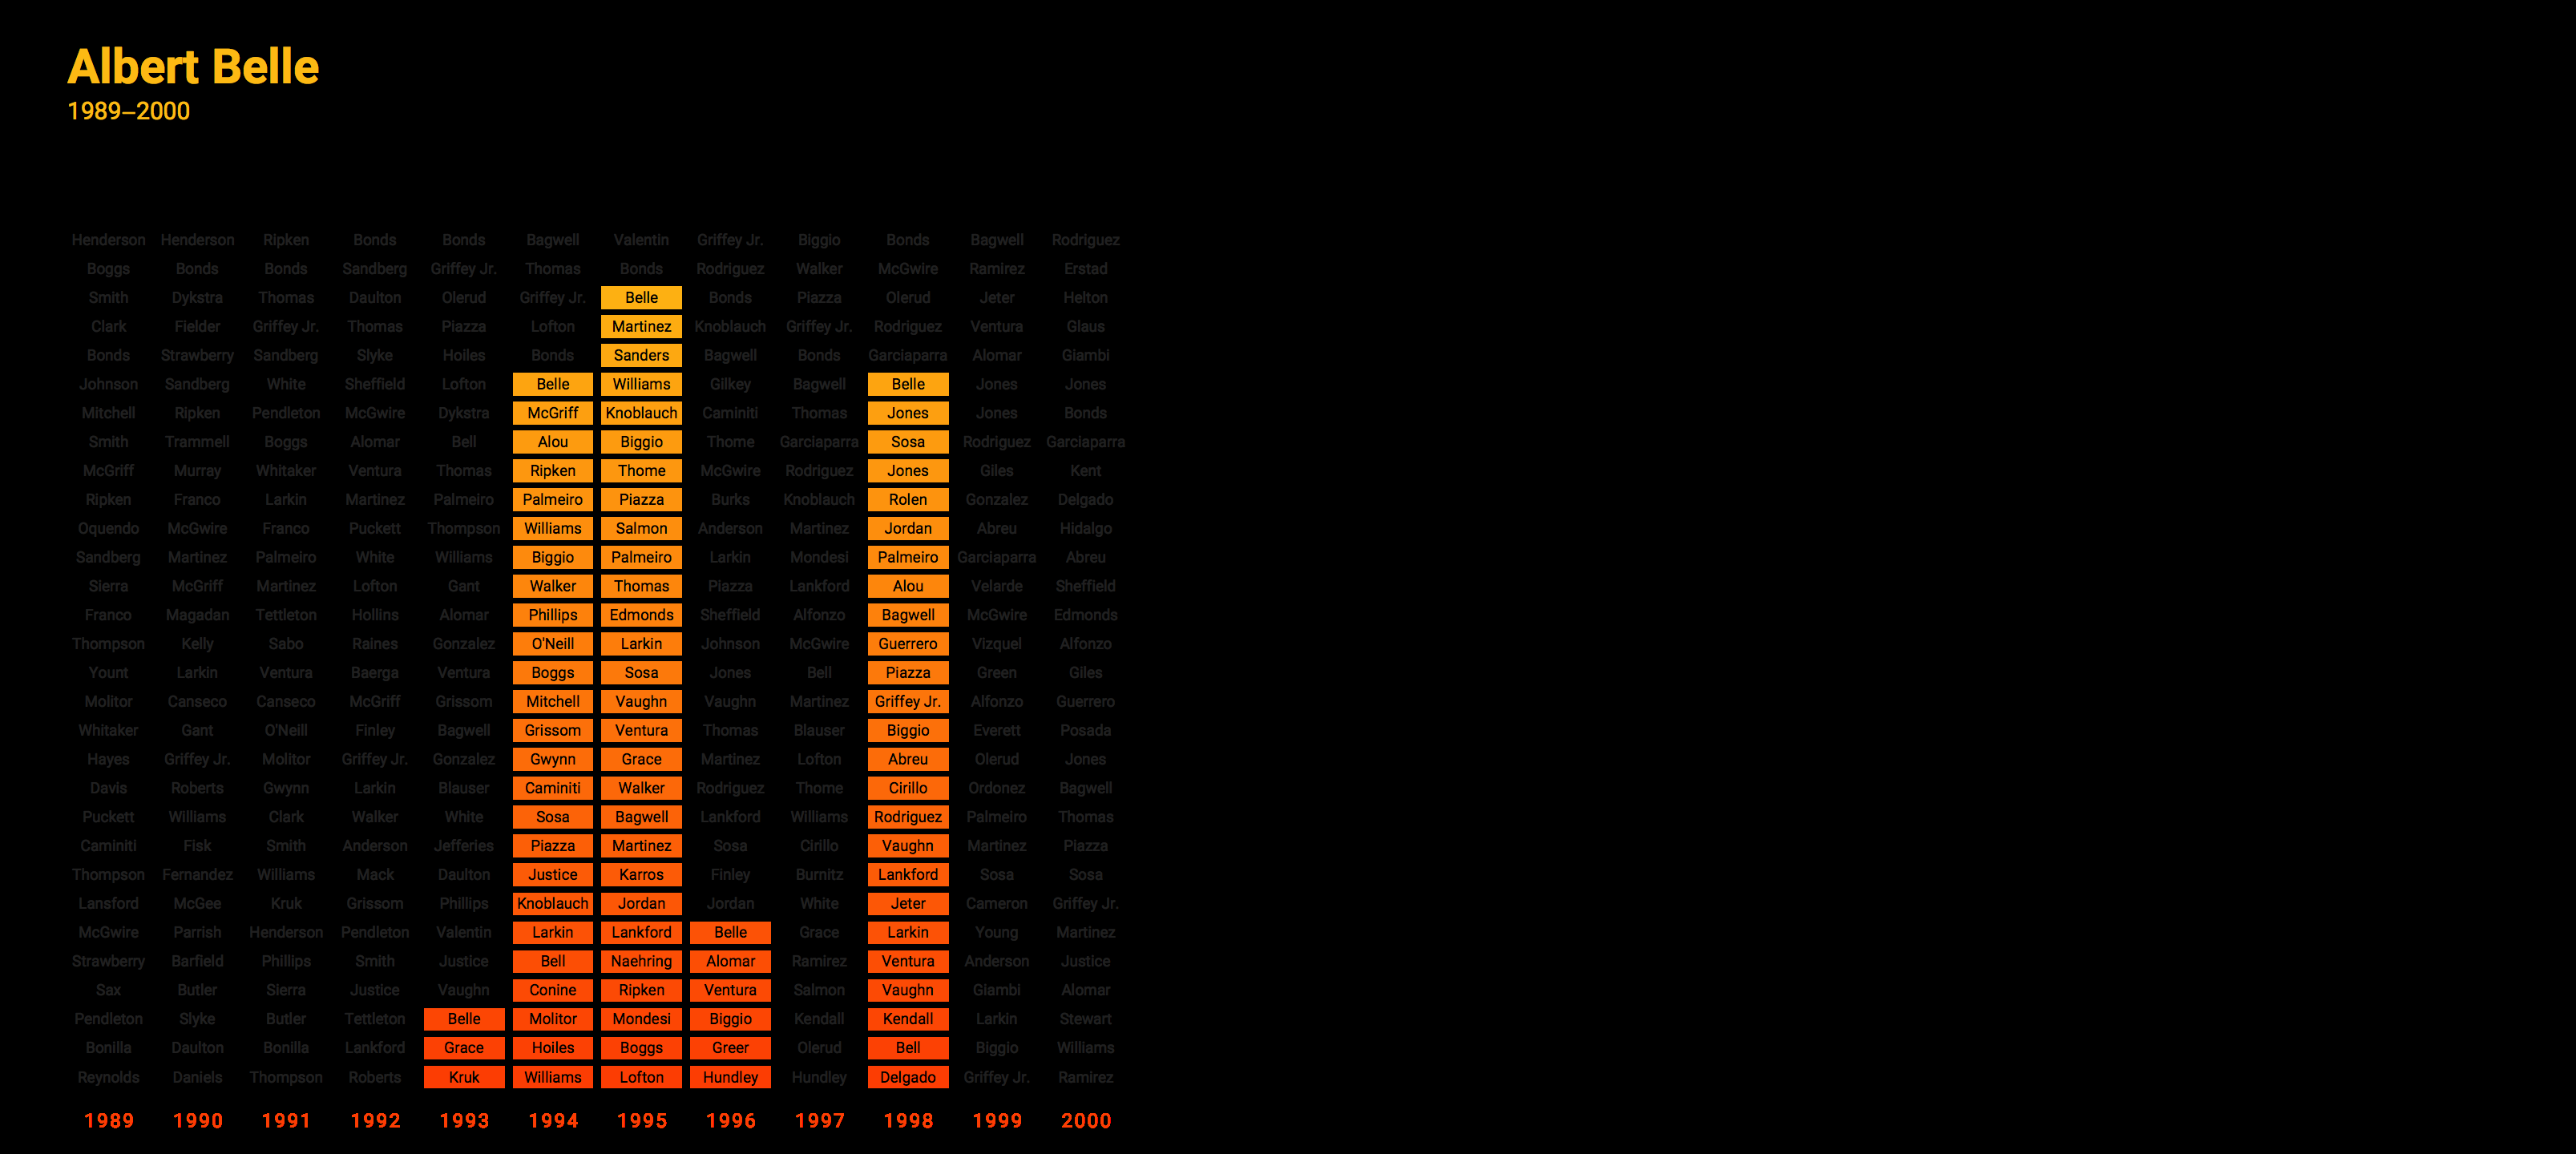 Albert Belle
1989–2000
Henderson Henderson Ripken Bonds Bonds Bagwell Valentin Griffey Jr. Biggio Bonds Bagwell Rodriguez
Boggs Bonds Bonds Sandberg Griffey Jr. Thomas Bonds Rodriguez Walker McGwire Ramirez Erstad
Smith Dykstra Thomas Daulton Olerud Griffey Jr. Belle Bonds Piazza Olerud Jeter Helton
Clark Fielder Griffey Jr. Thomas Piazza Lofton Martinez Knoblauch Griffey Jr. Rodriguez Ventura Glaus
Bonds Strawberry Sandberg Slyke Hoiles Bonds Sanders Bagwell Bonds Garciaparra Alomar Giambi
Johnson Sandberg White Sheffield Lofton Belle Williams Gilkey Bagwell Belle Jones Jones
Mitchell Ripken Pendleton McGwire Dykstra McGriff Knoblauch Caminiti Thomas Jones Jones Bonds
Smith Trammell Boggs Alomar Bell Alou Biggio Thome Garciaparra Sosa Rodriguez Garciaparra
McGriff Murray Whitaker Ventura Thomas Ripken Thome McGwire Rodriguez Jones Giles Kent
Ripken Franco Larkin Martinez Palmeiro Palmeiro Piazza Burks Knoblauch Rolen Gonzalez Delgado
Oquendo McGwire Franco Puckett Thompson Williams Salmon Anderson Martinez Jordan Abreu Hidalgo
Sandberg Martinez Palmeiro White Williams Biggio Palmeiro Larkin Mondesi Palmeiro Garciaparra Abreu
Sierra McGriff Martinez Lofton Gant Walker Thomas Piazza Lankford Alou Velarde Sheffield
Franco Magadan Tettleton Hollins Alomar Phillips Edmonds Sheffield Alfonzo Bagwell McGwire Edmonds
Thompson Kelly Sabo Raines Gonzalez O'Neill Larkin Johnson McGwire Guerrero Vizquel Alfonzo
Yount Larkin Ventura Baerga Ventura Boggs Sosa Jones Bell Piazza Green Giles
Molitor Canseco Canseco McGriff Grissom Mitchell Vaughn Vaughn Martinez Griffey Jr. Alfonzo Guerrero
Whitaker Gant O'Neill Finley Bagwell Grissom Ventura Thomas Blauser Biggio Everett Posada
Hayes Griffey Jr. Molitor Griffey Jr. Gonzalez Gwynn Grace Martinez Lofton Abreu Olerud Jones
Davis Roberts Gwynn Larkin Blauser Caminiti Walker Rodriguez Thome Cirillo Ordonez Bagwell
Puckett Williams Clark Walker White Sosa Bagwell Lankford Williams Rodriguez Palmeiro Thomas
Caminiti Fisk Smith Anderson Jefferies Piazza Martinez Sosa Cirillo Vaughn Martinez Piazza
Thompson Fernandez Williams Mack Daulton Justice Karros Finley Burnitz Lankford Sosa Sosa
Lansford McGee Kruk Grissom Phillips Knoblauch Jordan Jordan White Jeter Cameron Griffey Jr.
McGwire Parrish Henderson Pendleton Valentin Larkin Lankford Belle Grace Larkin Young Martinez
Strawberry Barfield Phillips Smith Justice Bell Naehring Alomar Ramirez Ventura Anderson Justice
Sax Butler Sierra Justice Vaughn Conine Ripken Ventura Salmon Vaughn Giambi Alomar
Pendleton Slyke Butler Tettleton Belle Molitor Mondesi Biggio Kendall Kendall Larkin Stewart
Bonilla Daulton Bonilla Lankford Grace Hoiles Boggs Greer Olerud Bell Biggio Williams
Reynolds Daniels Thompson Roberts Kruk Williams Lofton Hundley Hundley Delgado Griffey Jr. Ramirez
1989 1990 1991 1992 1993 1994 1995 1996 1997 1998 1999 2000